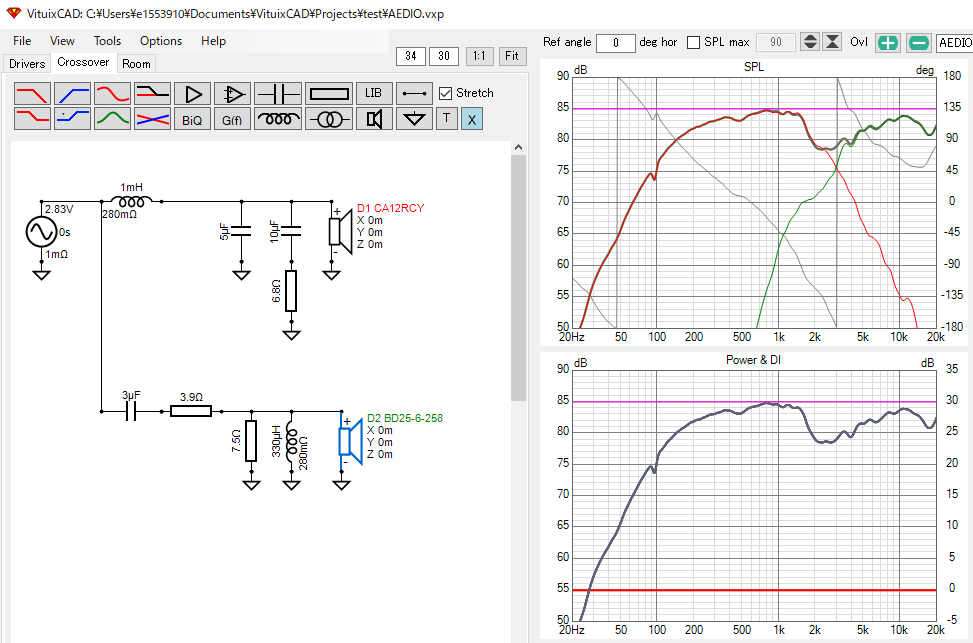 VituixCAD: C:¥Users¥e1553910¥Documents¥VituixCAD¥Projects¥test¥AEDIO.vxp
File View Tools Options Help
Drivers Crossover Room
34 30 1:1 Fit
LIB Stretch
BiQ G(f) T X
1mH
280mΩ
2.83V
0s
1mΩ
5µF
10µF
6.8Ω
D1 CA12RCY
X 0m
Y 0m
Z 0m
+
-
3µF
3.9Ω
7.5Ω
330µH
280mΩ
D2 BD25-6-258
X 0m
Y 0m
Z 0m
+
-
Ref angle 0 deg hor SPL max 90 Ovl AEDIO
SPL
dB
deg
90 180
85 135
80 90
75 45
70 0
65 -45
60 -90
55 -135
50 -180
20Hz 50 100 200 500 1k 2k 5k 10k 20k
Power & DI
dB
dB
90 35
85 30
80 25
75 20
70 15
65 10
60 5
55 0
50 -5
20Hz 50 100 200 500 1k 2k 5k 10k 20k